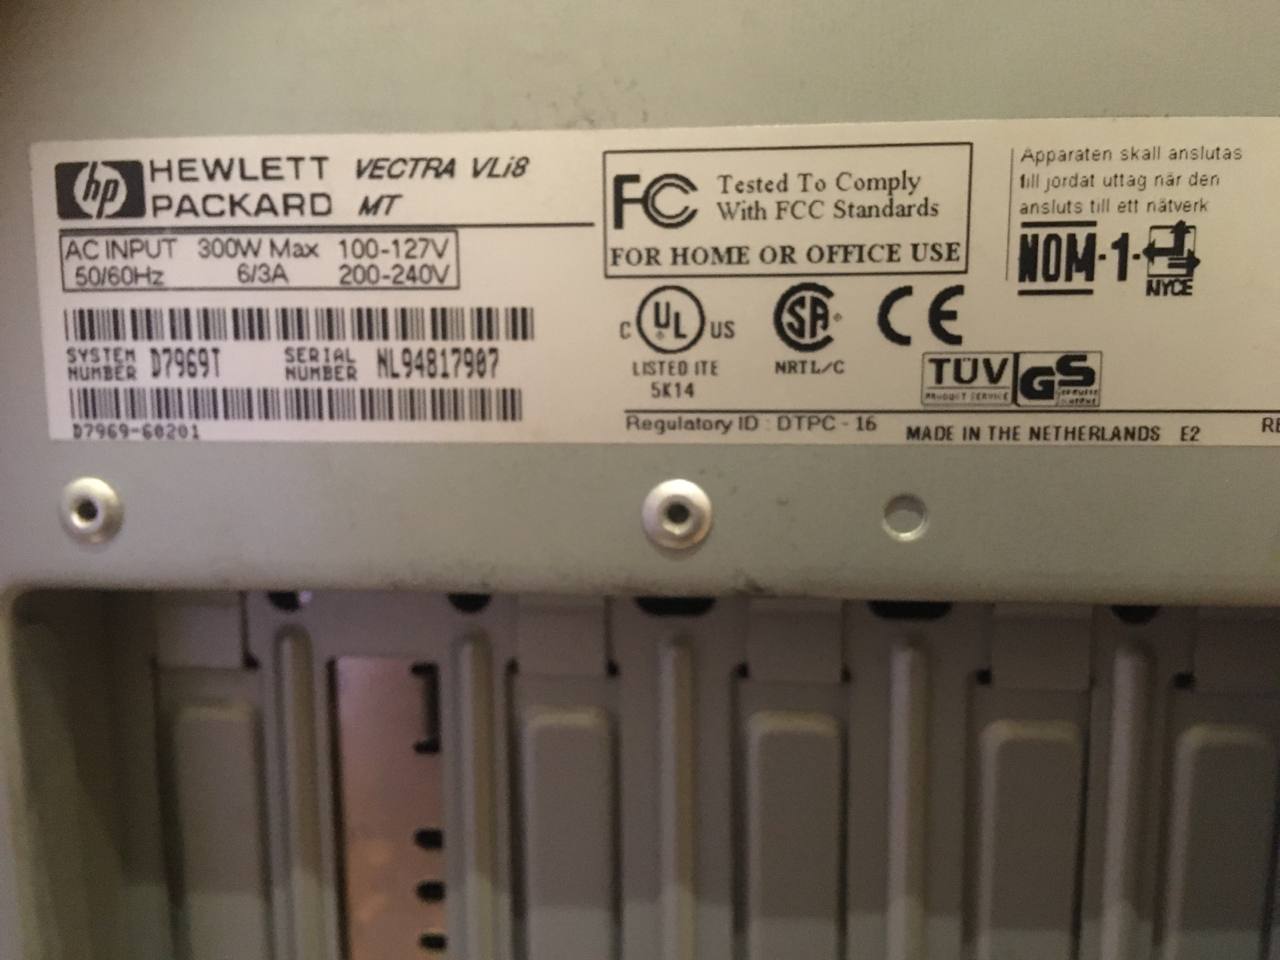 hp HEWLETT PACKARD VECTRA VLi8 MT
AC INPUT 300W Max 100-127V
50/60Hz 6/3A 200-240V
SYSTEM NUMBER D7969T SERIAL NUMBER NL94817907
D7969-60201
FC Tested To Comply
With FCC Standards
FOR HOME OR OFFICE USE
C UL US
LISTED ITE
5K14
SA
NRTL/C
CE
TÜV
PRODUCT SERVICE
GS
Regulatory ID : DTPC - 16
MADE IN THE NETHERLANDS E2
Apparaten skall anslutas
till jordat uttag när den
ansluts till ett nätverk
NOM-1-
NYCE